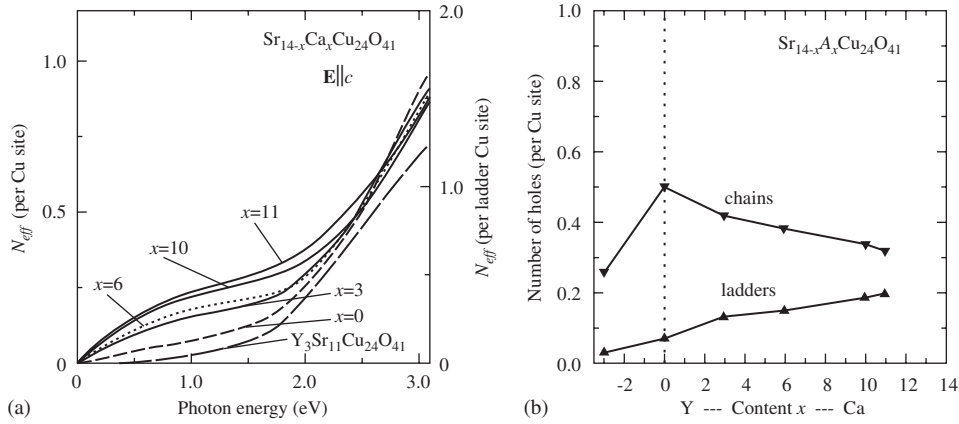 Sr14-xCaxCu24O41
E||c
Neff (per Cu site)
1.0
0.5
0
2.0
1.0
0
Neff (per ladder Cu site)
x=11
x=10
x=6
x=3
x=0
Y3Sr11Cu24O41
0 1.0 2.0 3.0
(a) Photon energy (eV)
Sr14-xAxCu24O41
Number of holes (per Cu site)
1.0
0.8
0.6
0.4
0.2
0.0
chains
ladders
-2 0 2 4 6 8 10 12 14
(b) Y --- Content x --- Ca